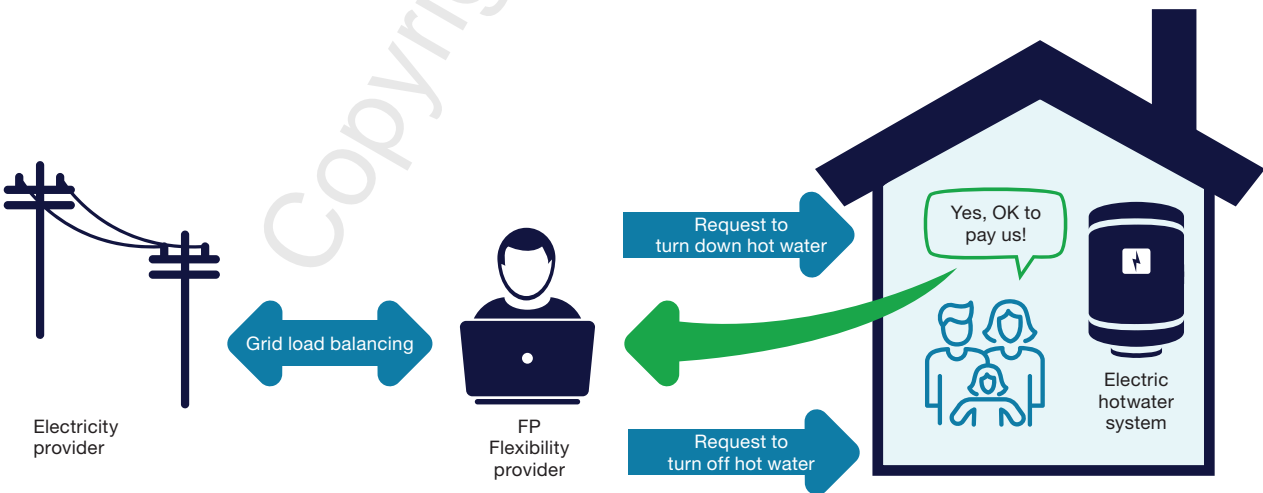 Copyrig
Request to
turn down hot water
Yes, OK to
pay us!
Grid load balancing
Electricity
provider
FP
Flexibility
provider
Electric
hotwater
system
Request to
turn off hot water